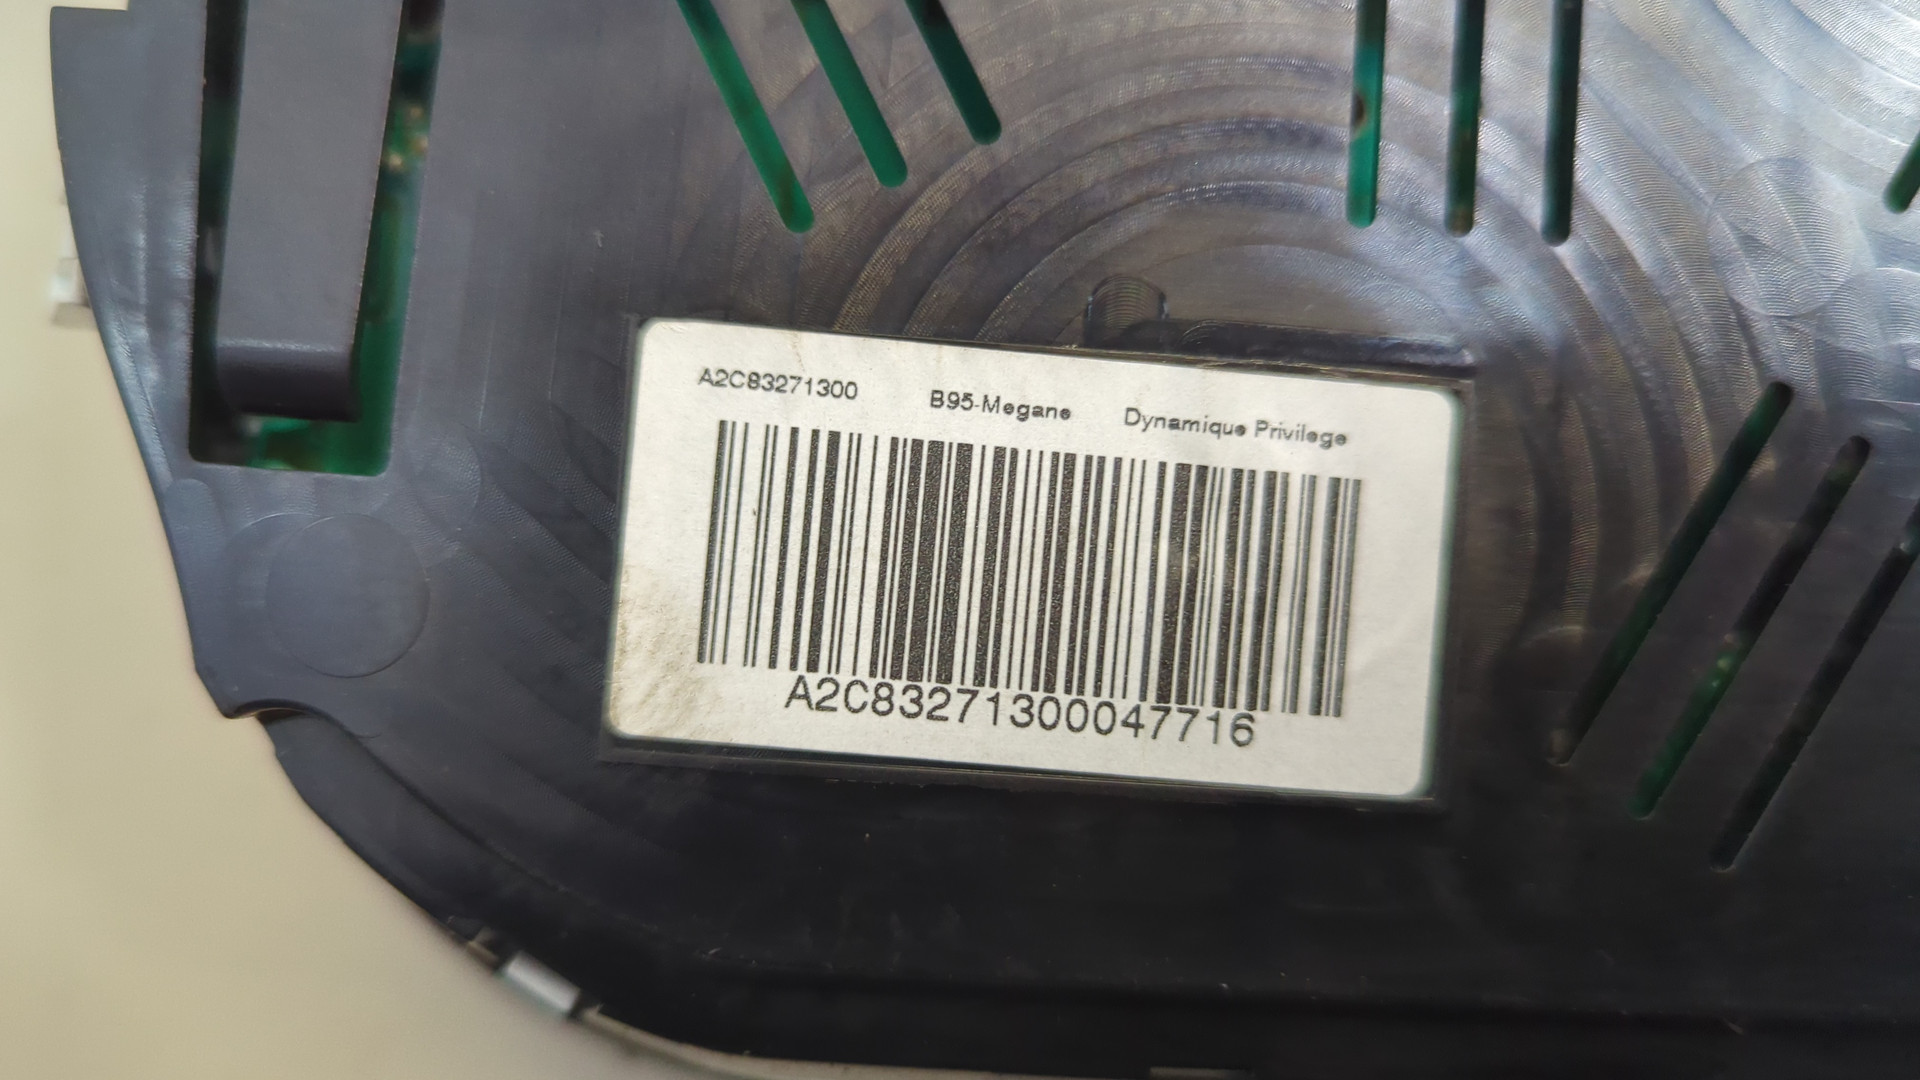 A2C83271300 B95-Megane Dynamique Privilege
A2C83271300047716